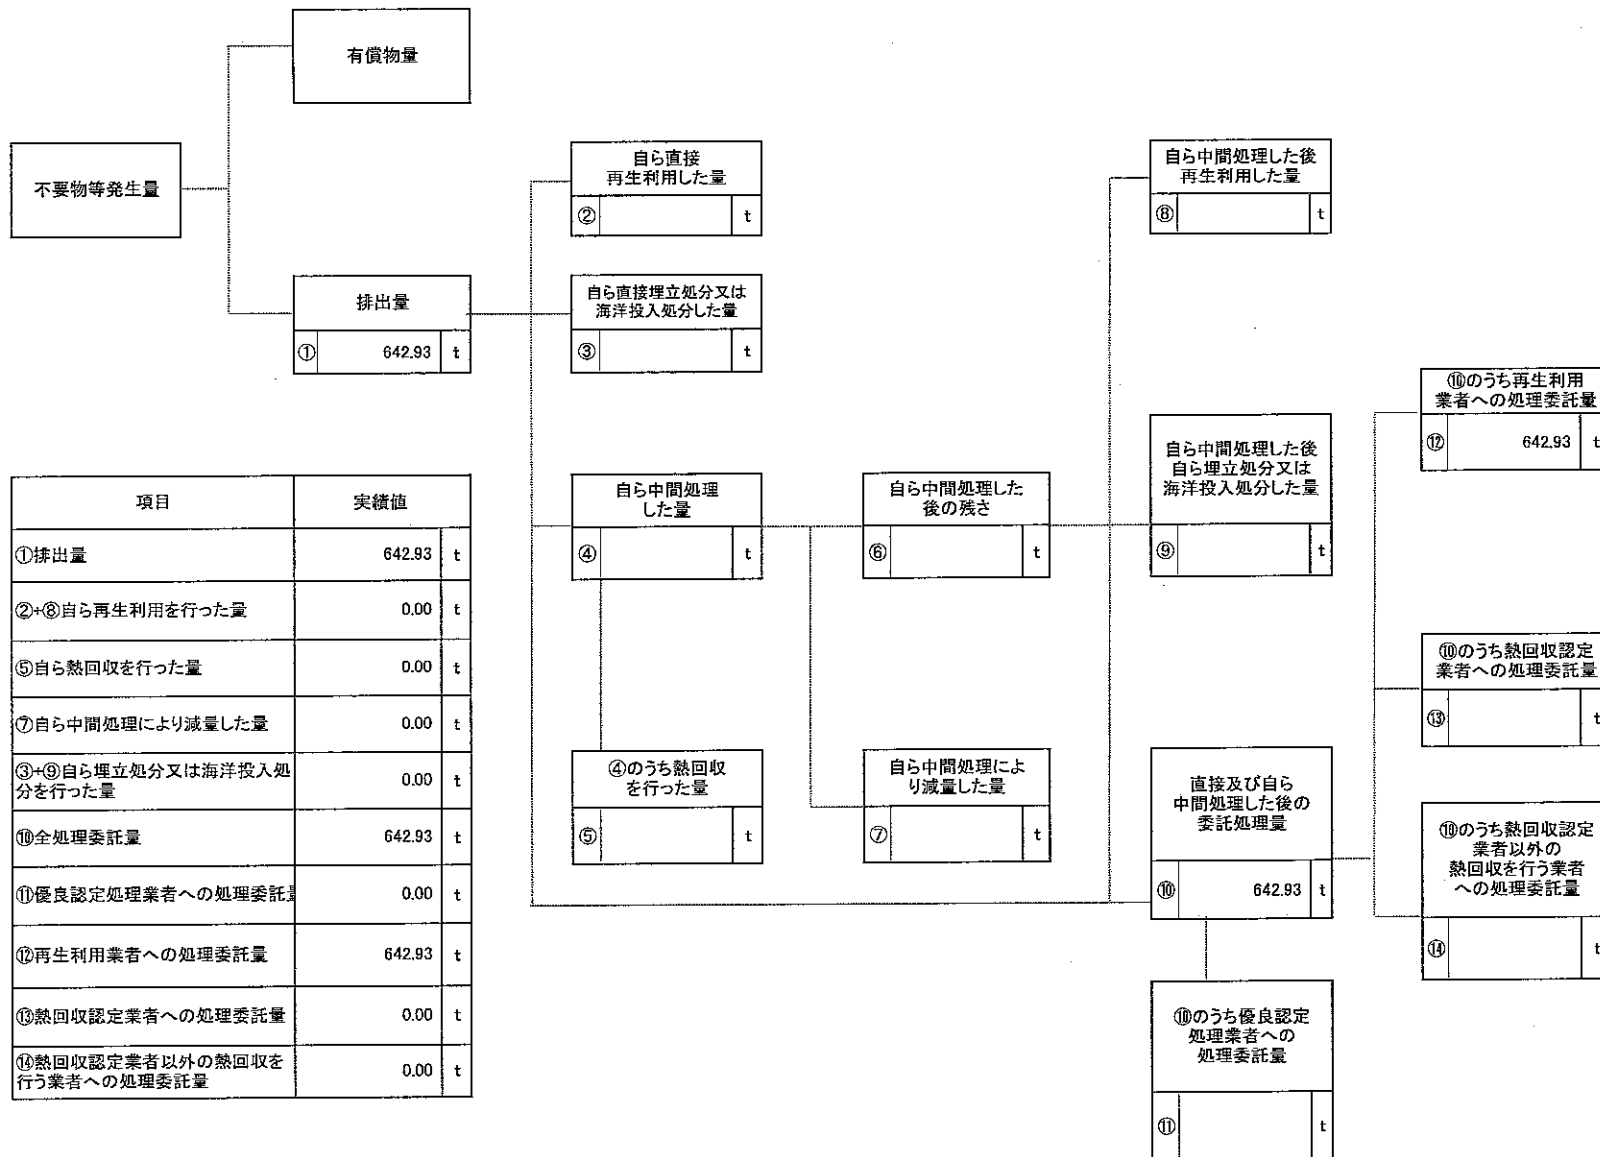 有償物量
不要物等発生量
排出量
① 642.93 t
自ら直接
再生利用した量
② t
自ら直接埋立処分又は
海洋投入処分した量
③ t
自ら中間処理
した量
④ t
④のうち熱回収
を行った量
⑤ t
自ら中間処理した
後の残さ
⑥ t
自ら中間処理によ
り減量した量
⑦ t
自ら中間処理した後
再生利用した量
⑧ t
自ら中間処理した後
自ら埋立処分又は
海洋投入処分した量
⑨ t
直接及び自ら
中間処理した後の
委託処理量
⑩ 642.93 t
⑩のうち優良認定
処理業者への
処理委託量
⑪ t
⑩のうち再生利用
業者への処理委託量
⑫ 642.93 t
⑩のうち熱回収認定
業者への処理委託量
⑬ t
⑩のうち熱回収認定
業者以外の
熱回収を行う業者
への処理委託量
⑭ t
項目 実績値
①排出量 642.93 t
②+⑧自ら再生利用を行った量 0.00 t
⑤自ら熱回収を行った量 0.00 t
⑦自ら中間処理により減量した量 0.00 t
③+⑨自ら埋立処分又は海洋投入処
分を行った量 0.00 t
⑩全処理委託量 642.93 t
⑪優良認定処理業者への処理委託量 0.00 t
⑫再生利用業者への処理委託量 642.93 t
⑬熱回収認定業者への処理委託量 0.00 t
⑭熱回収認定業者以外の熱回収を
行う業者への処理委託量 0.00 t